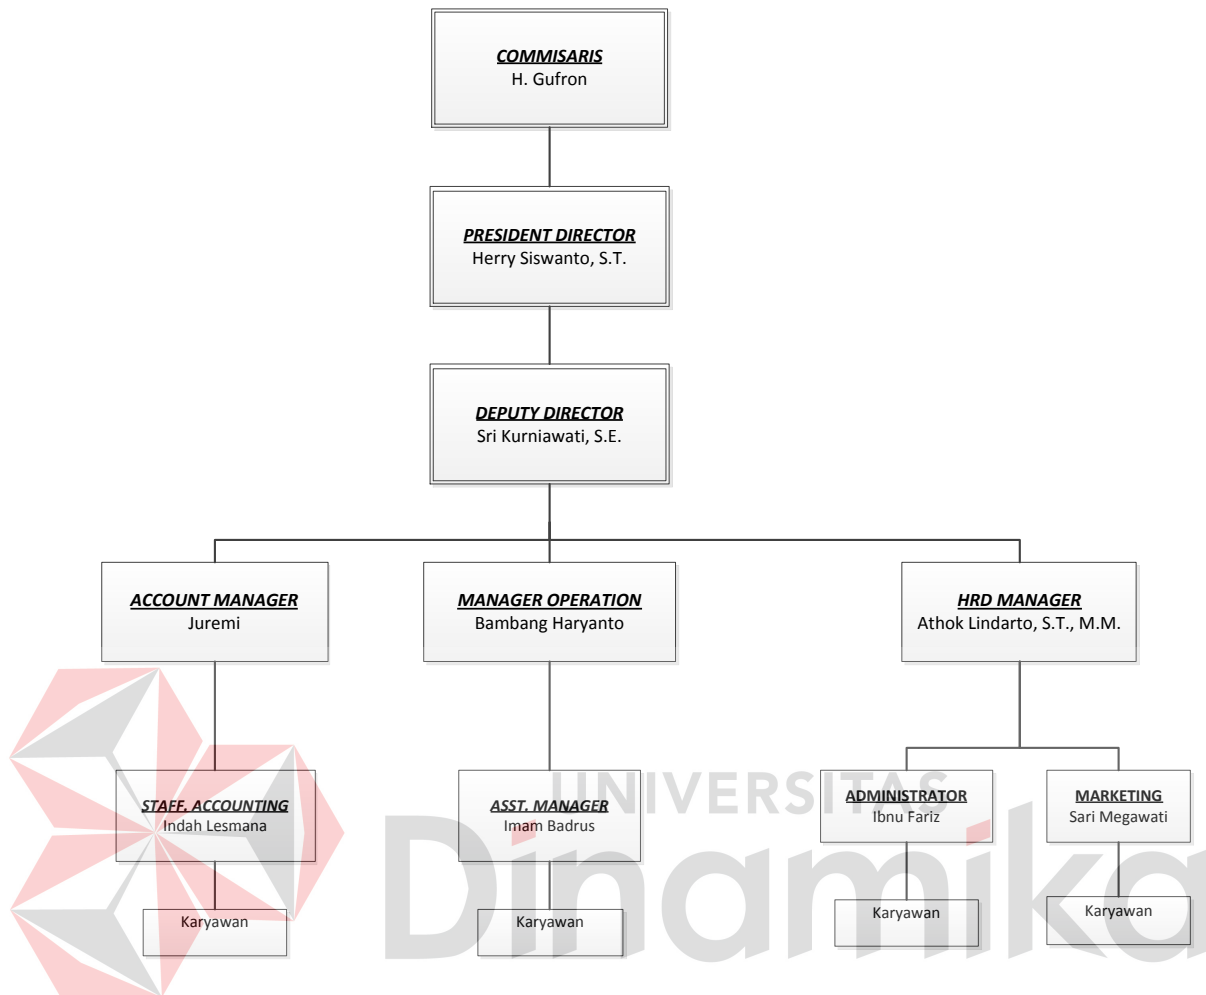 COMMISARIS
H. Gufron
PRESIDENT DIRECTOR
Herry Siswanto, S.T.
DEPUTY DIRECTOR
Sri Kurniawati, S.E.
ACCOUNT MANAGER
Juremi
MANAGER OPERATION
Bambang Haryanto
HRD MANAGER
Athok Lindarto, S.T., M.M.
STAFF. ACCOUNTING
Indah Lesmana
ASST. MANAGER
Imam Badrus
ADMINISTRATOR
Ibnu Fariz
MARKETING
Sari Megawati
Karyawan
Karyawan
Karyawan
Karyawan
UNIVERSITAS
Dinamika